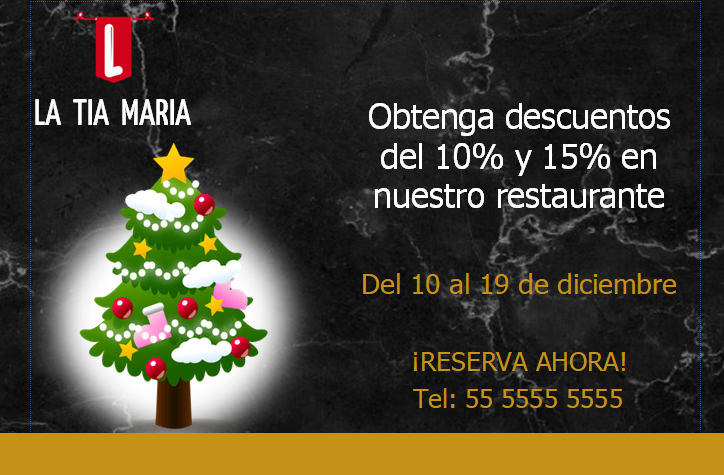 L
LA TIA MARIA
Obtenga descuentos
del 10% y 15% en
nuestro restaurante
Del 10 al 19 de diciembre
¡RESERVA AHORA!
Tel: 55 5555 5555